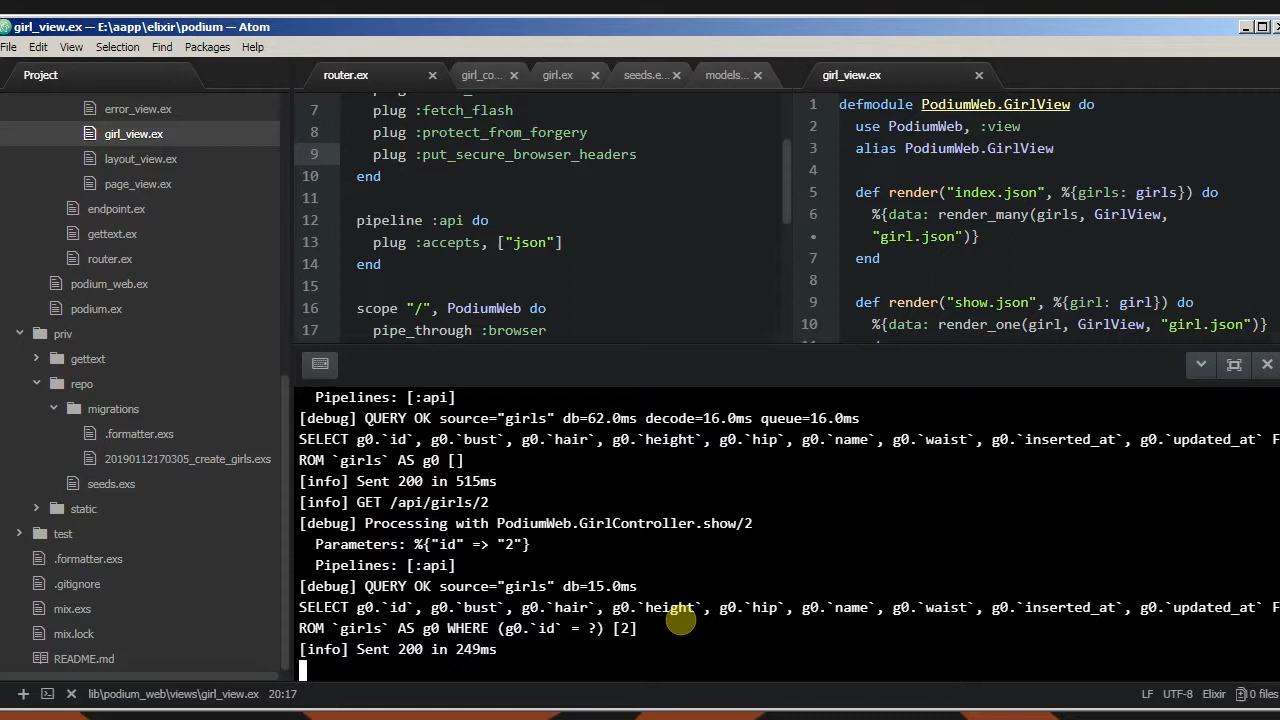 girl_view.ex — E:\aapp\elixir\podium — Atom
File Edit View Selection Find Packages Help
Project
error_view.ex
girl_view.ex
layout_view.ex
page_view.ex
endpoint.ex
gettext.ex
router.ex
podium_web.ex
podium.ex
priv
gettext
repo
migrations
.formatter.exs
20190112170305_create_girls.exs
seeds.exs
static
test
.formatter.exs
.gitignore
mix.exs
mix.lock
README.md
router.ex girl_co... girl.ex seeds.e... models...
7 plug :fetch_flash
8 plug :protect_from_forgery
9 plug :put_secure_browser_headers
10 end
11
12 pipeline :api do
13 plug :accepts, ["json"]
14 end
15
16 scope "/", PodiumWeb do
17 pipe_through :browser
girl_view.ex
1 defmodule PodiumWeb.GirlView do
2 use PodiumWeb, :view
3 alias PodiumWeb.GirlView
4
5 def render("index.json", %{girls: girls}) do
6 %{data: render_many(girls, GirlView,
• "girl.json")}
7 end
8
9 def render("show.json", %{girl: girl}) do
10 %{data: render_one(girl, GirlView, "girl.json")}
Pipelines: [:api]
[debug] QUERY OK source="girls" db=62.0ms decode=16.0ms queue=16.0ms
SELECT g0.`id`, g0.`bust`, g0.`hair`, g0.`height`, g0.`hip`, g0.`name`, g0.`waist`, g0.`inserted_at`, g0.`updated_at` F
ROM `girls` AS g0 []
[info] Sent 200 in 515ms
[info] GET /api/girls/2
[debug] Processing with PodiumWeb.GirlController.show/2
Parameters: %{"id" => "2"}
Pipelines: [:api]
[debug] QUERY OK source="girls" db=15.0ms
SELECT g0.`id`, g0.`bust`, g0.`hair`, g0.`height`, g0.`hip`, g0.`name`, g0.`waist`, g0.`inserted_at`, g0.`updated_at` F
ROM `girls` AS g0 WHERE (g0.`id` = ?) [2]
[info] Sent 200 in 249ms
lib\podium_web\views\girl_view.ex 20:17 LF UTF-8 Elixir 0 files